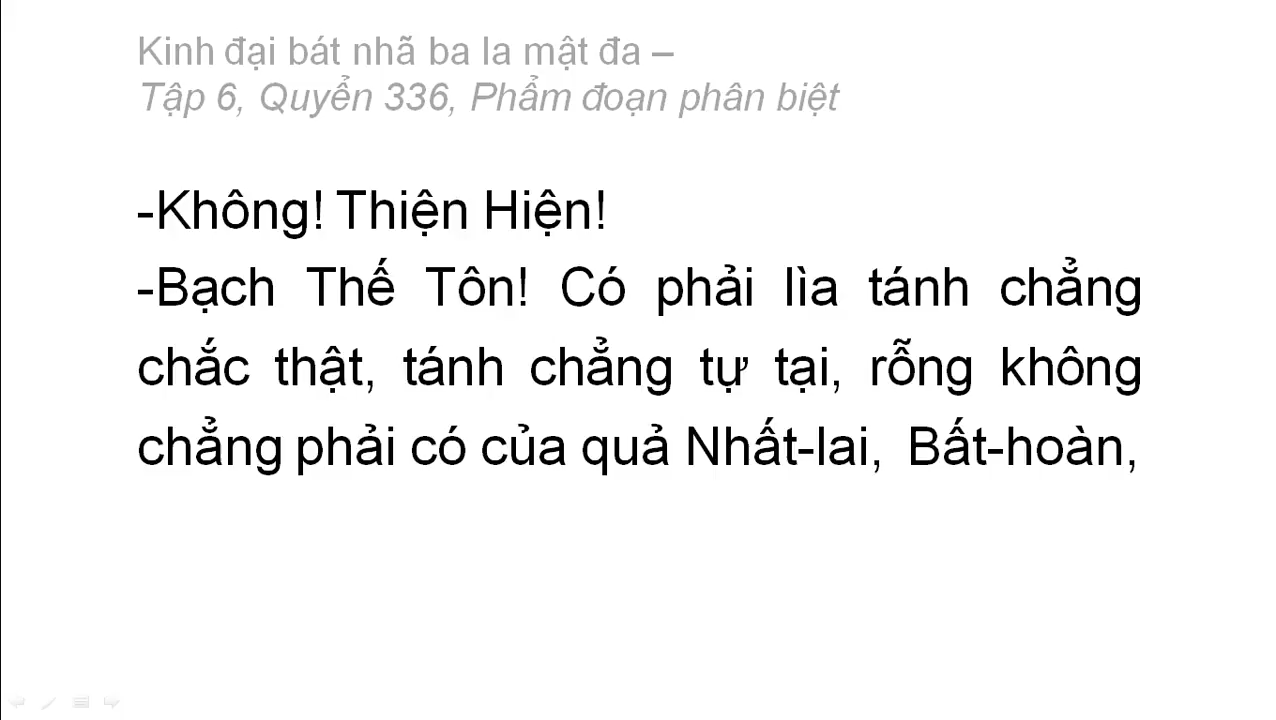 Kinh đại bát nhã ba la mật đa –
Tập 6, Quyển 336, Phẩm đoạn phân biệt
-Không! Thiện Hiện!
-Bạch Thế Tôn! Có phải lìa tánh chẳng
chắc thật, tánh chẳng tự tại, rỗng không
chẳng phải có của quả Nhất-lai, Bất-hoàn,